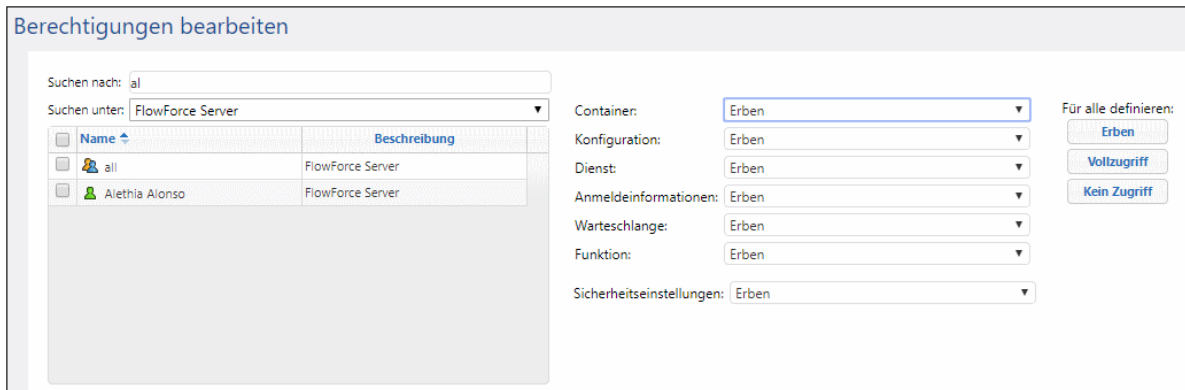 Berechtigungen bearbeiten
Suchen nach: al
Suchen unter: FlowForce Server
Name Beschreibung
all FlowForce Server
Alethia Alonso FlowForce Server
Container: Erben
Konfiguration: Erben
Dienst: Erben
Anmeldeinformationen: Erben
Warteschlange: Erben
Funktion: Erben
Sicherheitseinstellungen: Erben
Für alle definieren:
Erben
Vollzugriff
Kein Zugriff